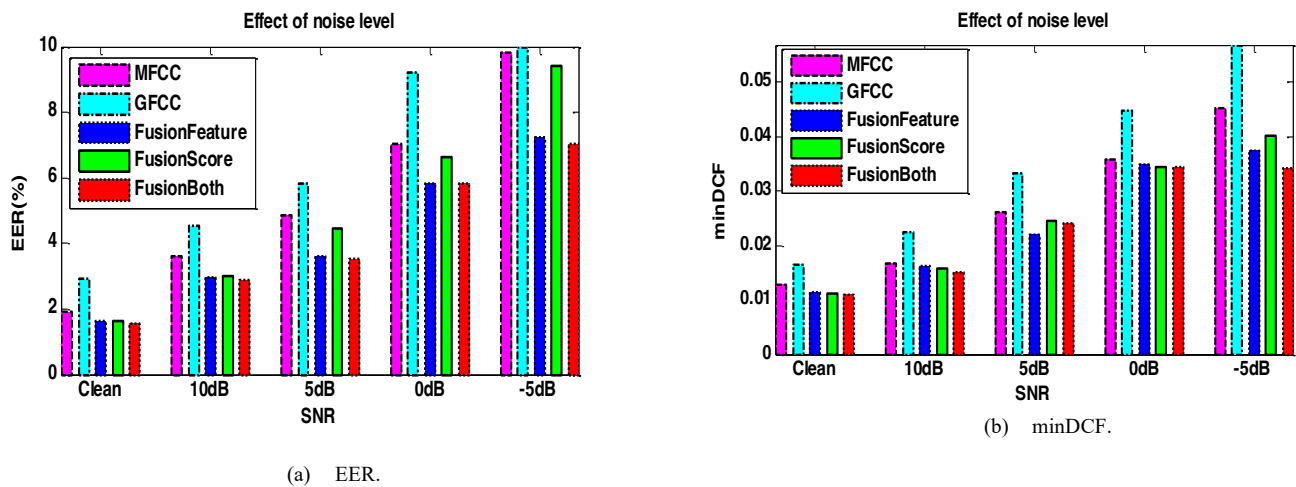 Effect of noise level
10
8
6
4
2
0
EER(%)
MFCC
GFCC
FusionFeature
FusionScore
FusionBoth
Clean 10dB 5dB 0dB -5dB
SNR
(a) EER.
Effect of noise level
0.05
0.04
0.03
0.02
0.01
0
minDCF
MFCC
GFCC
FusionFeature
FusionScore
FusionBoth
Clean 10dB 5dB 0dB -5dB
SNR
(b) minDCF.